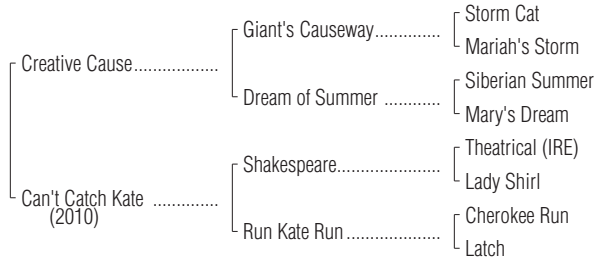 Storm Cat
Giant's Causeway..............
Mariah's Storm
Creative Cause.................
Siberian Summer
Dream of Summer ............
Mary's Dream
Theatrical (IRE)
Shakespeare......................
Lady Shirl
Can't Catch Kate ..............
(2010)
Cherokee Run
Run Kate Run ....................
Latch